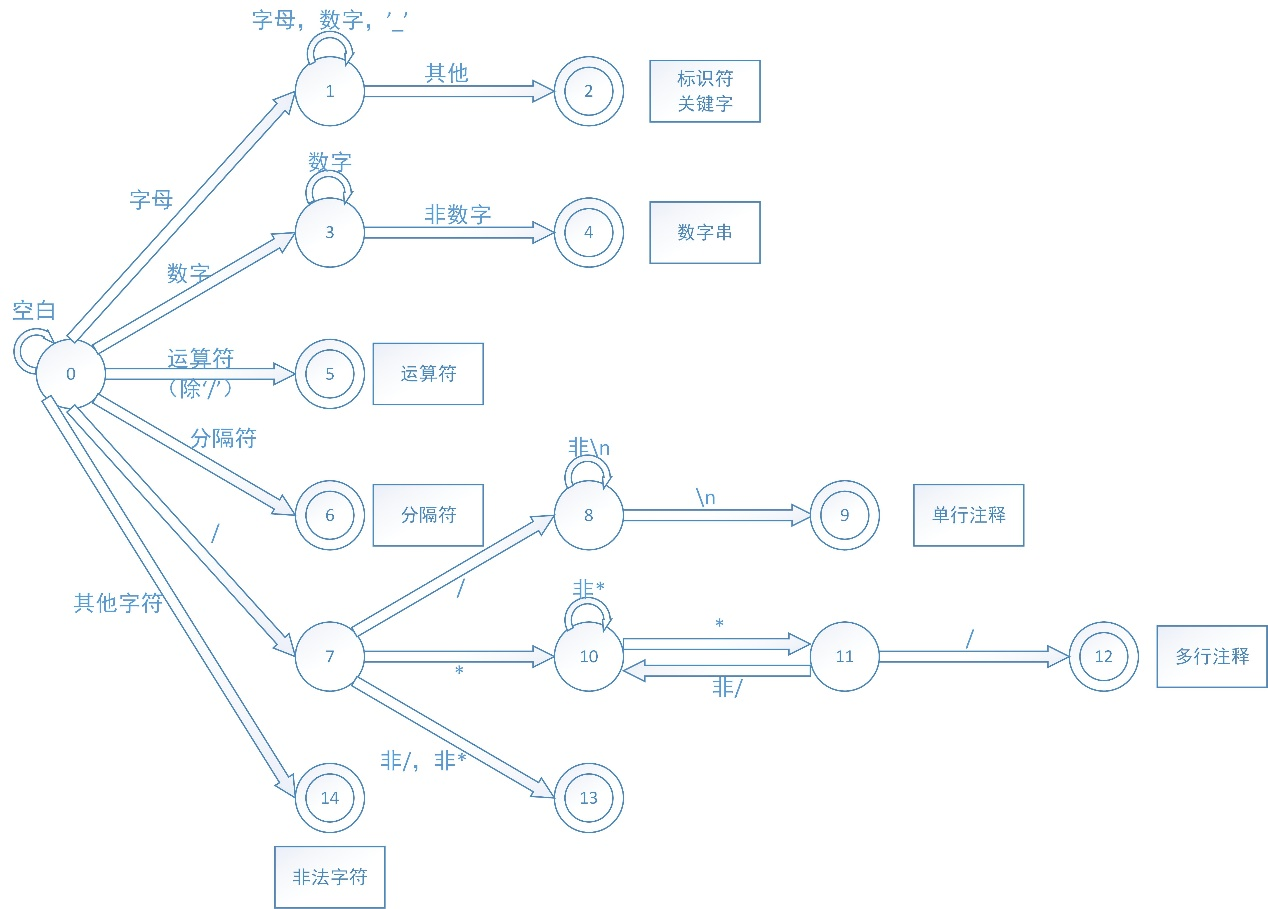 字母，数字，'_'
1
其他
2
标识符
关键字
数字
字母
3
非数字
4
数字串
数字
空白
0
运算符
（除'/'）
5
运算符
分隔符
6
分隔符
非\n
8
\n
9
单行注释
/
/
其他字符
7
*
非*
10
*
非/
11
/
12
多行注释
非/，非*
13
14
非法字符